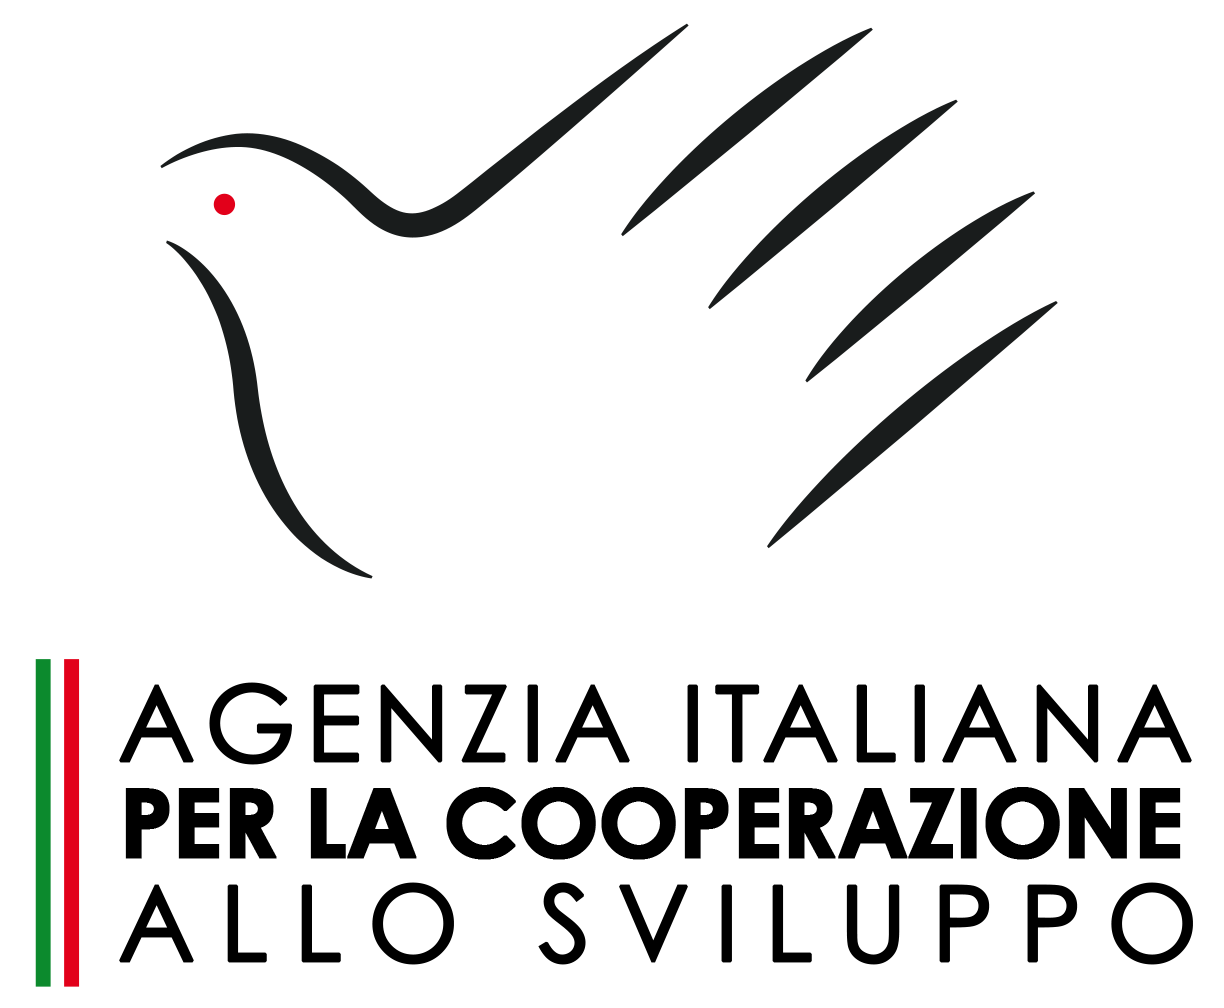 AGENZIA ITALIANA
PER LA COOPERAZIONE
ALLO SVILUPPO